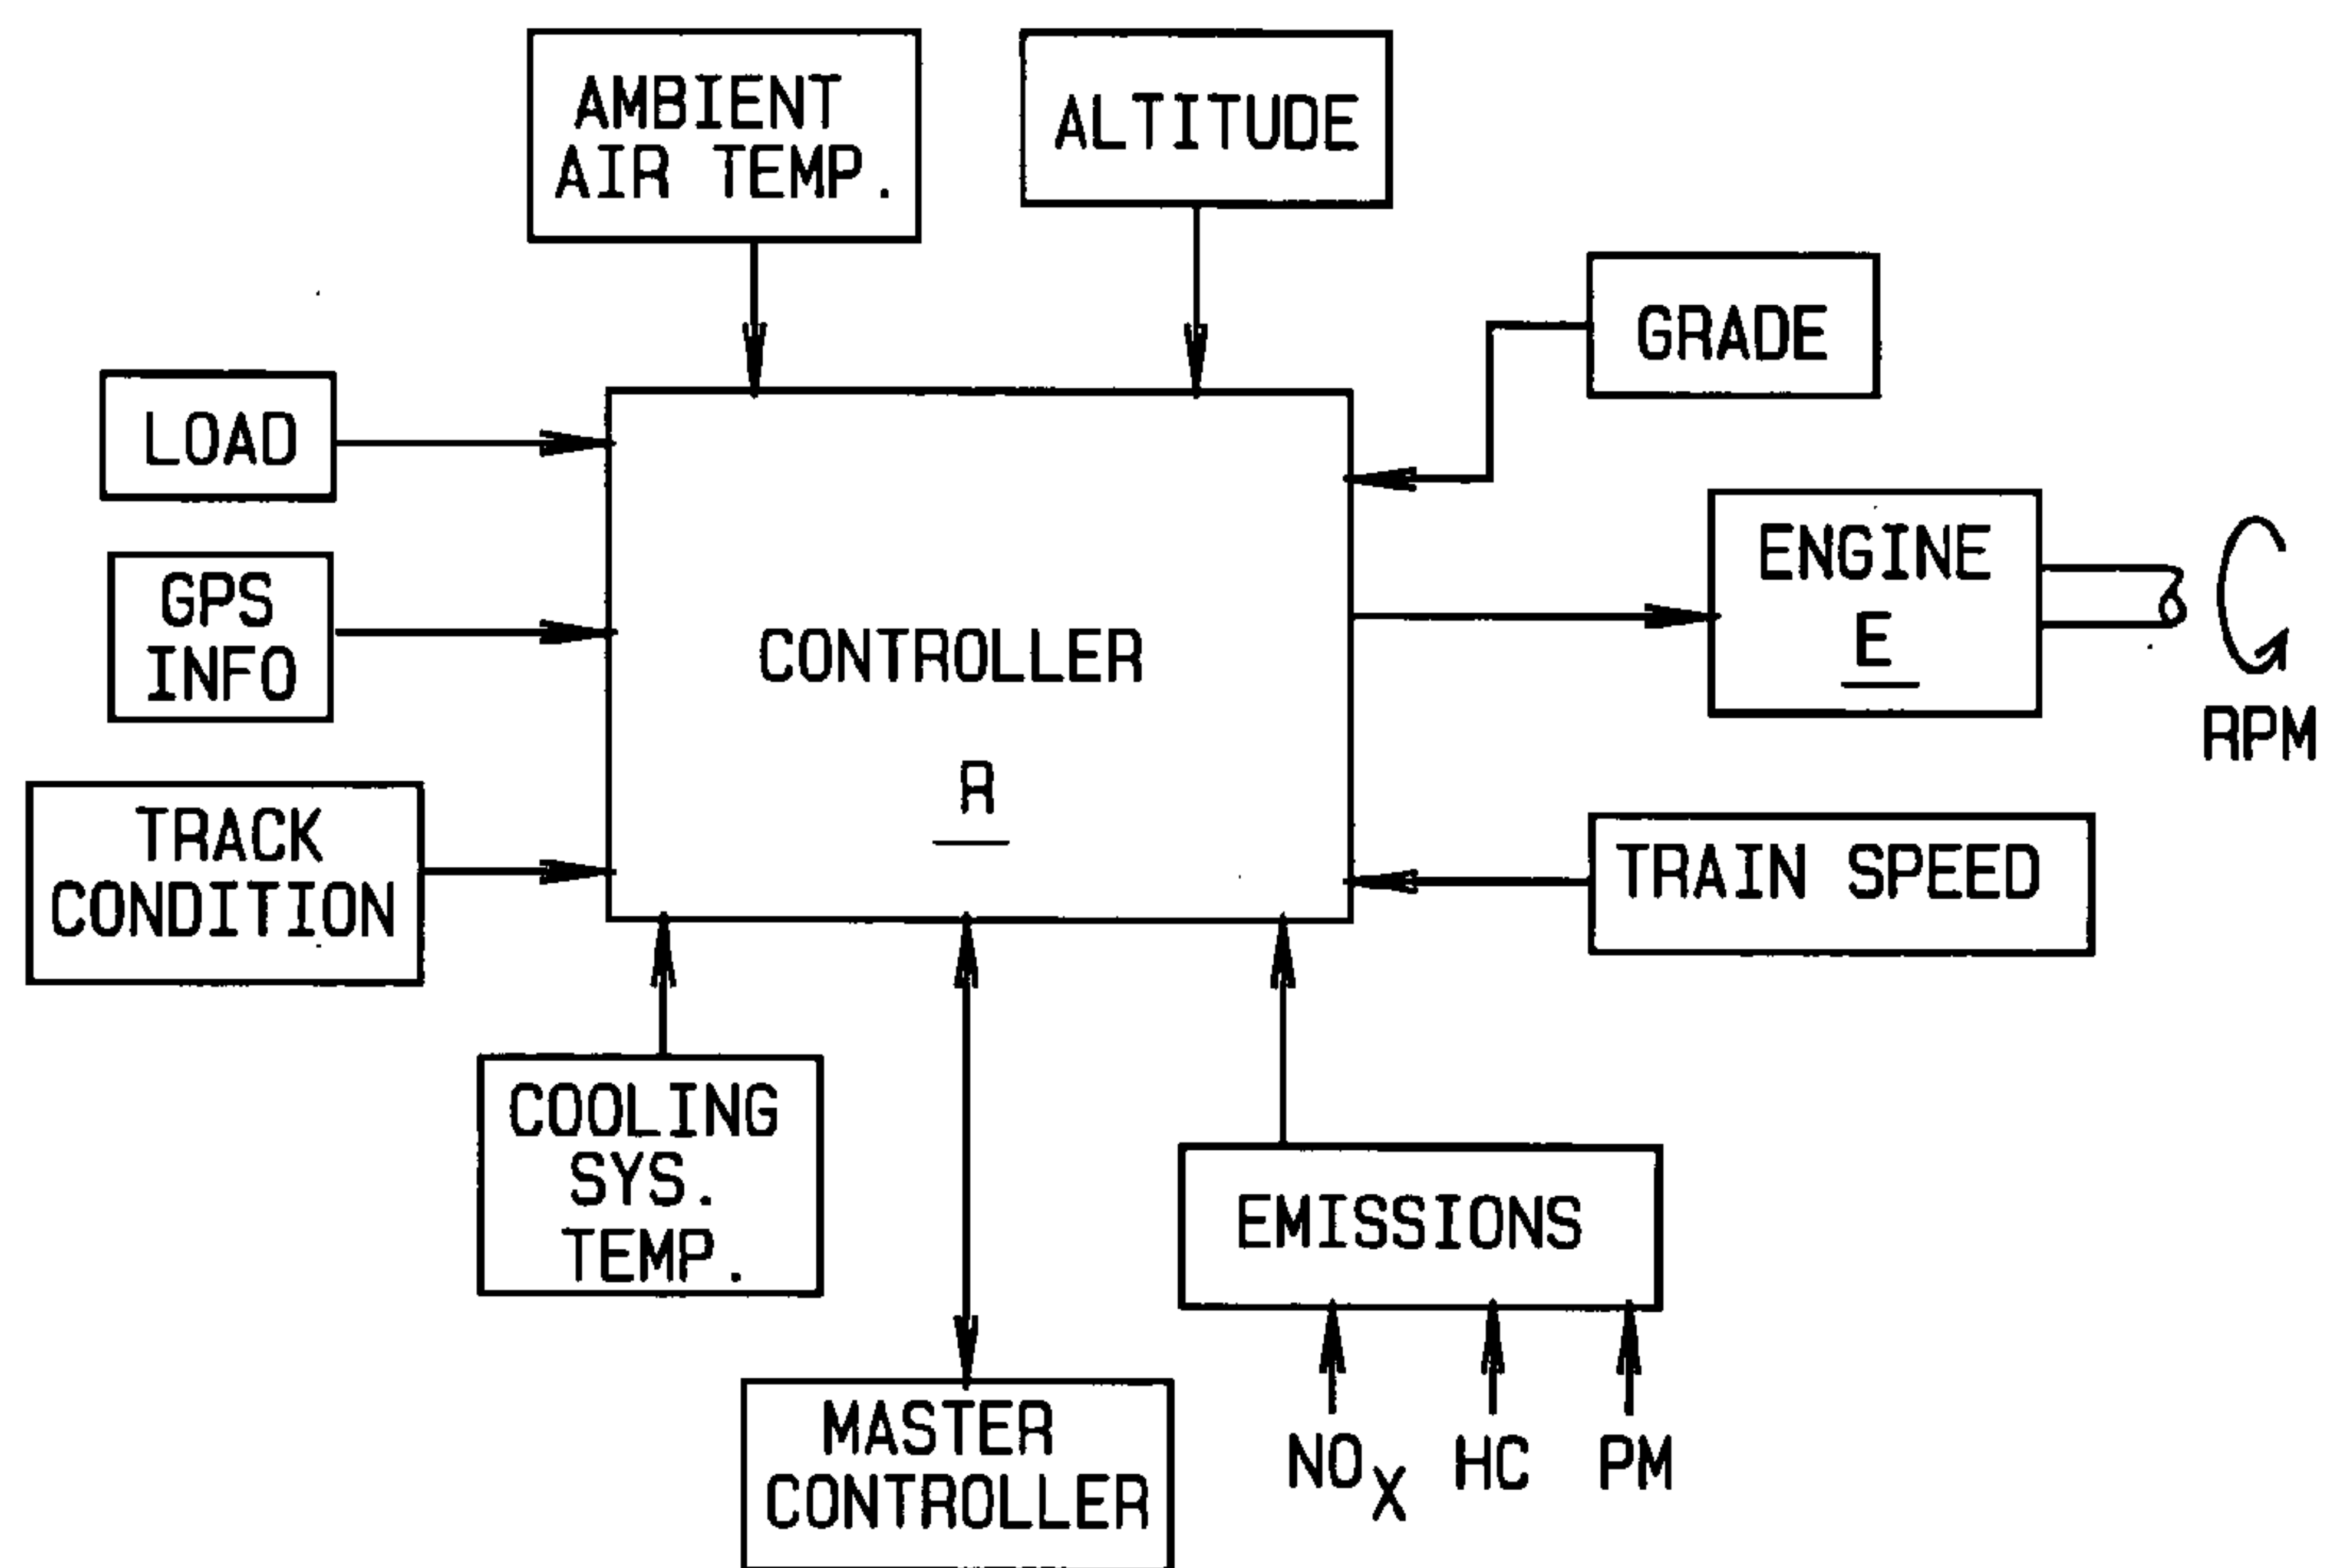 AMBIENT
AIR TEMP.
ALTITUDE
GRADE
LOAD
ENGINE
E
GPS
INFO
CONTROLLER
R
RPM
TRACK
CONDITION
TRAIN SPEED
COOLING
SYS.
TEMP.
EMISSIONS
MASTER
CONTROLLER
NOX HC PM